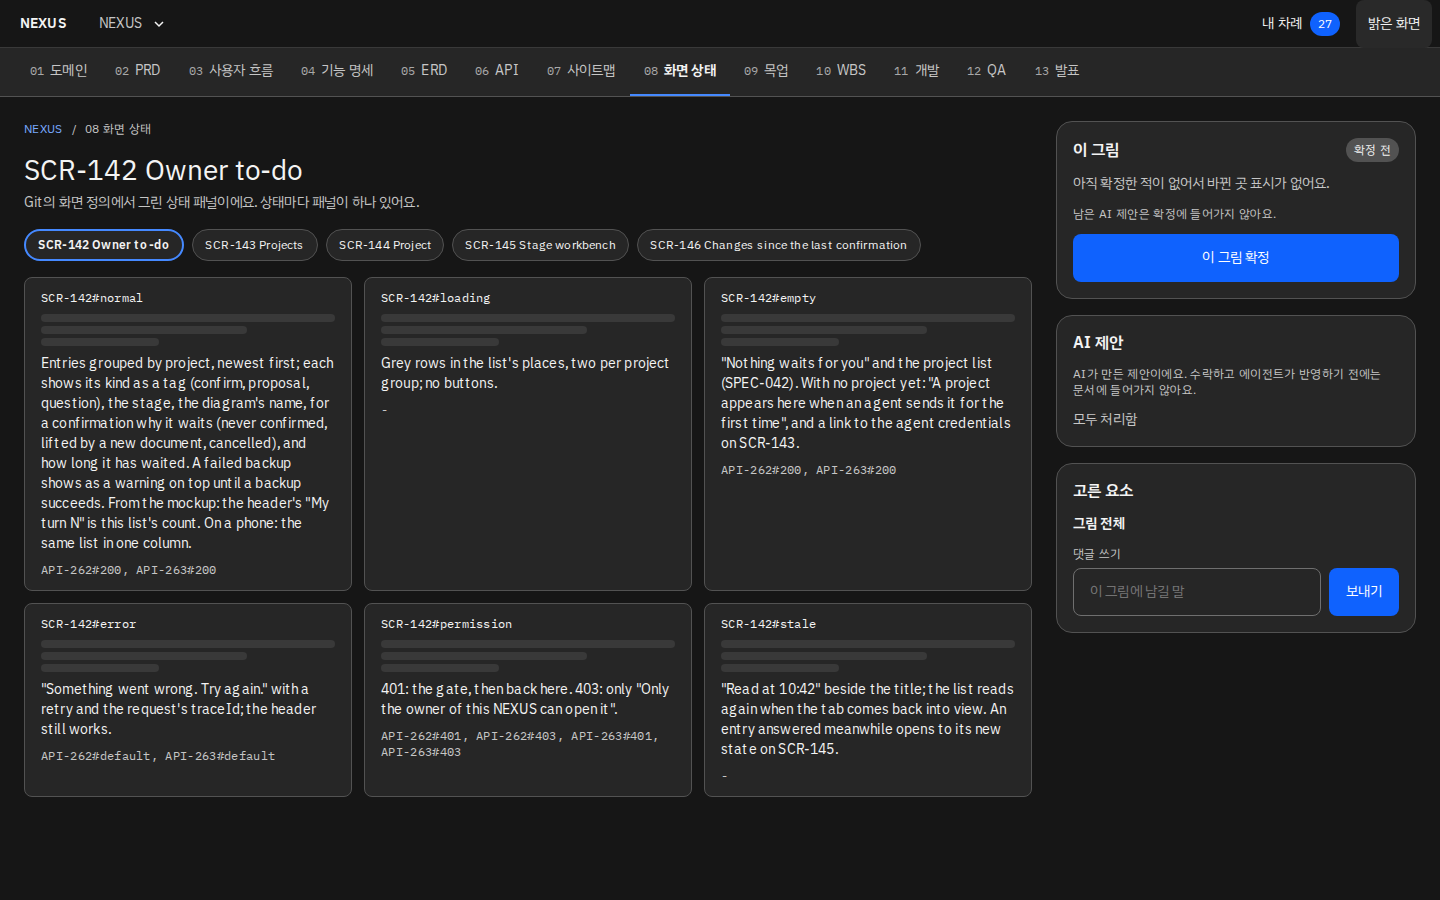 NEXUS
NEXUS
내 차례 27
밝은 화면
01 도메인
02 PRD
03 사용자 흐름
04 기능 명세
05 ERD
06 API
07 사이트맵
08 화면 상태
09 목업
10 WBS
11 개발
12 QA
13 발표
NEXUS / 08 화면 상태
SCR-142 Owner to-do
Git의 화면 정의에서 그린 상태 패널이에요. 상태마다 패널이 하나 있어요.
SCR-142 Owner to-do
SCR-143 Projects
SCR-144 Project
SCR-145 Stage workbench
SCR-146 Changes since the last confirmation
SCR-142#normal
Entries grouped by project, newest first; each
shows its kind as a tag (confirm, proposal,
question), the stage, the diagram's name, for
a confirmation why it waits (never confirmed,
lifted by a new document, cancelled), and
how long it has waited. A failed backup
shows as a warning on top until a backup
succeeds. From the mockup: the header's "My
turn N" is this list's count. On a phone: the
same list in one column.
API-262#200, API-263#200
SCR-142#loading
Grey rows in the list's places, two per project
group; no buttons.
-
SCR-142#empty
"Nothing waits for you" and the project list
(SPEC-042). With no project yet: "A project
appears here when an agent sends it for the
first time", and a link to the agent credentials
on SCR-143.
API-262#200, API-263#200
SCR-142#error
"Something went wrong. Try again." with a
retry and the request's traceId; the header
still works.
API-262#default, API-263#default
SCR-142#permission
401: the gate, then back here. 403: only "Only
the owner of this NEXUS can open it".
API-262#401, API-262#403, API-263#401,
API-263#403
SCR-142#stale
"Read at 10:42" beside the title; the list reads
again when the tab comes back into view. An
entry answered meanwhile opens to its new
state on SCR-145.
-
이 그림
확정 전
아직 확정한 적이 없어서 바뀐 곳 표시가 없어요.
남은 AI 제안은 확정에 들어가지 않아요.
이 그림 확정
AI 제안
AI가 만든 제안이에요. 수락하고 에이전트가 반영하기 전에는
문서에 들어가지 않아요.
모두 처리함
고른 요소
그림 전체
댓글 쓰기
이 그림에 남길 말
보내기